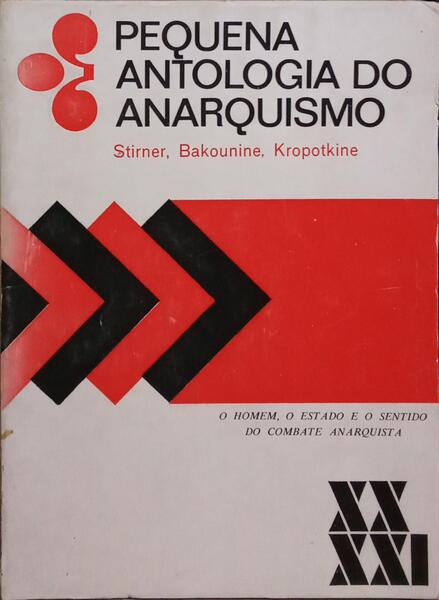 PEQUENA
ANTOLOGIA DO
ANARQUISMO
Stirner, Bakounine, Kropotkine
O HOMEM, O ESTADO E O SENTIDO
DO COMBATE ANARQUISTA
XX
XXI